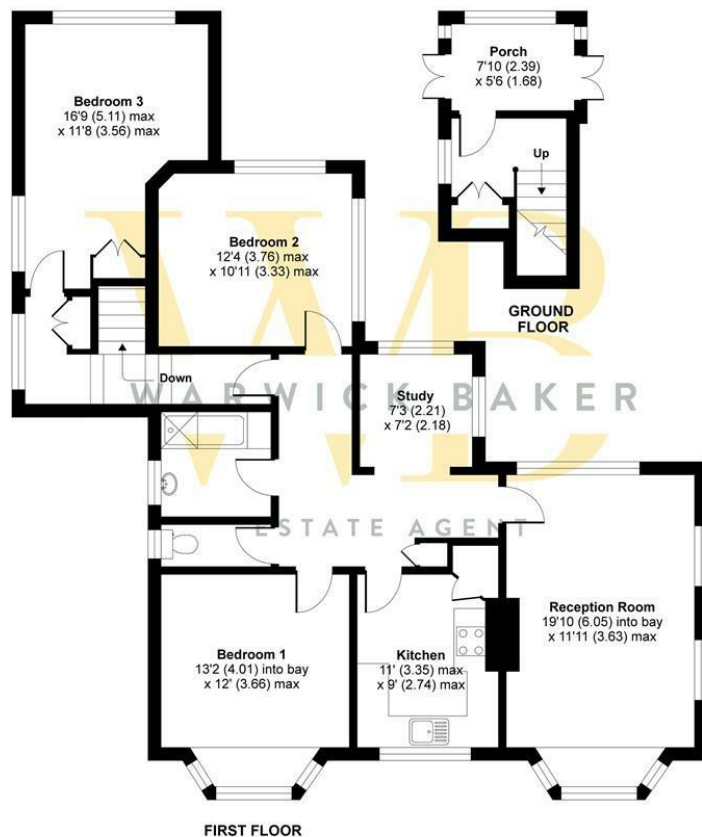 Bedroom 3
16'9 (5.11) max
x 11'8 (3.56) max
Porch
7'10 (2.39)
x 5'6 (1.68)
Up
Bedroom 2
12'4 (3.76) max
x 10'11 (3.33) max
GROUND
FLOOR
Down
Study
7'3 (2.21)
x 7'2 (2.18)
WB
WARWICK BAKER
ESTATE AGENT
Bedroom 1
13'2 (4.01) into bay
x 12' (3.66) max
Kitchen
11' (3.35) max
x 9' (2.74) max
Reception Room
19'10 (6.05) into bay
x 11'11 (3.63) max
FIRST FLOOR